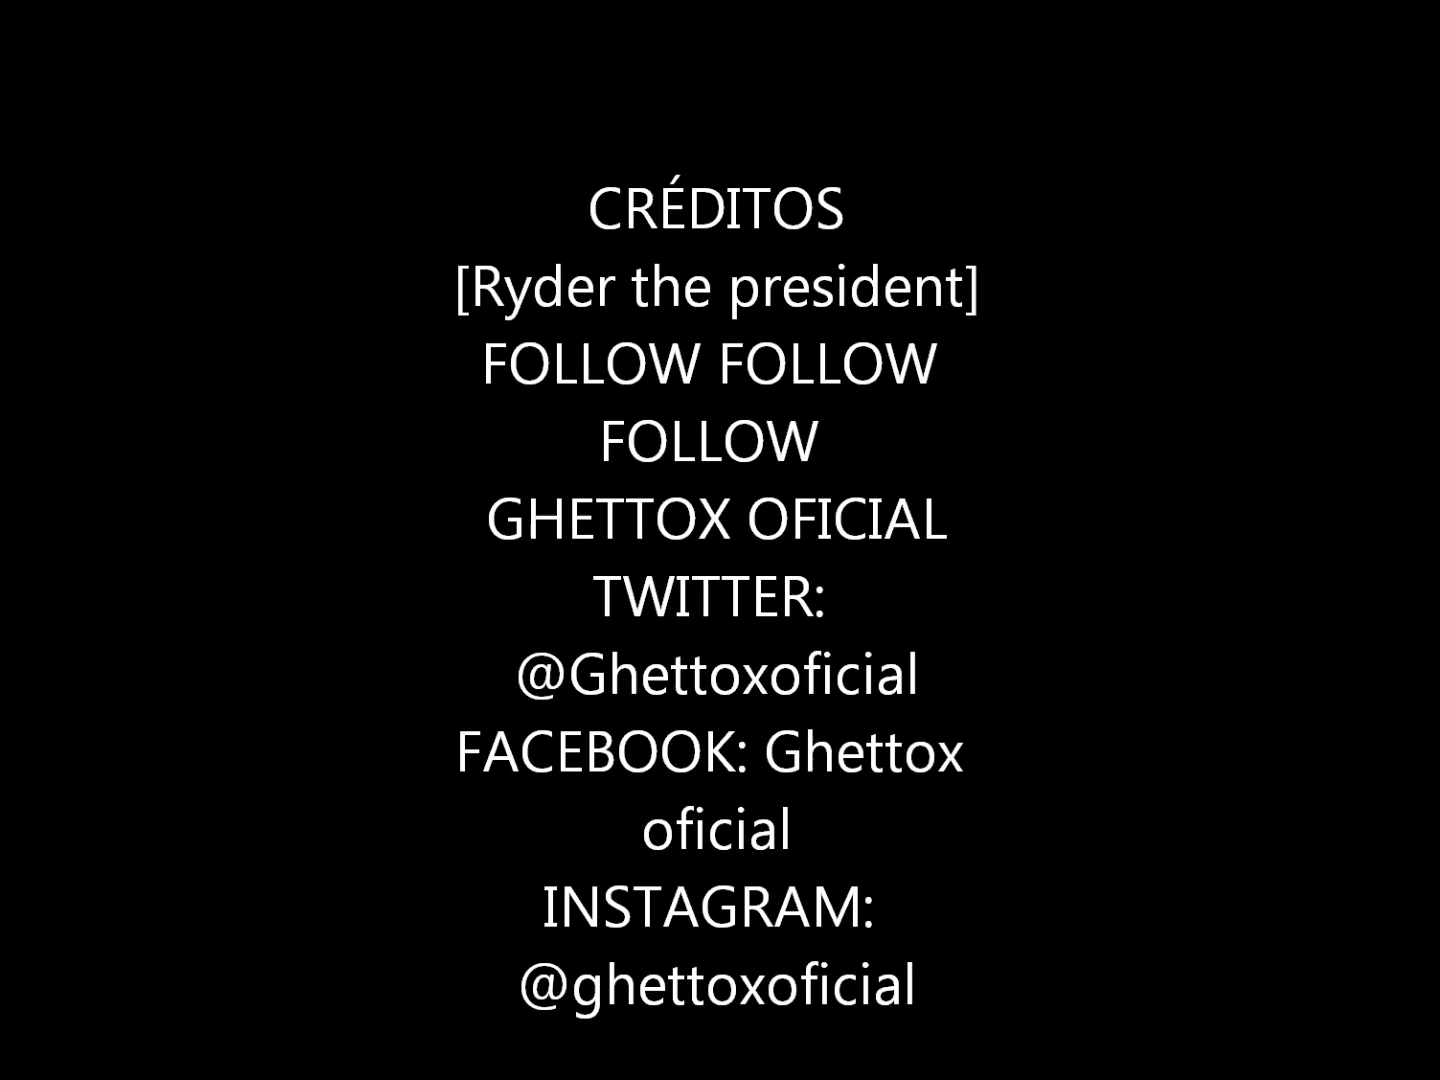 CRÉDITOS
[Ryder the president]
FOLLOW FOLLOW
FOLLOW
GHETTOX OFICIAL
TWITTER:
@Ghettoxoficial
FACEBOOK: Ghettox
oficial
INSTAGRAM:
@ghettoxoficial